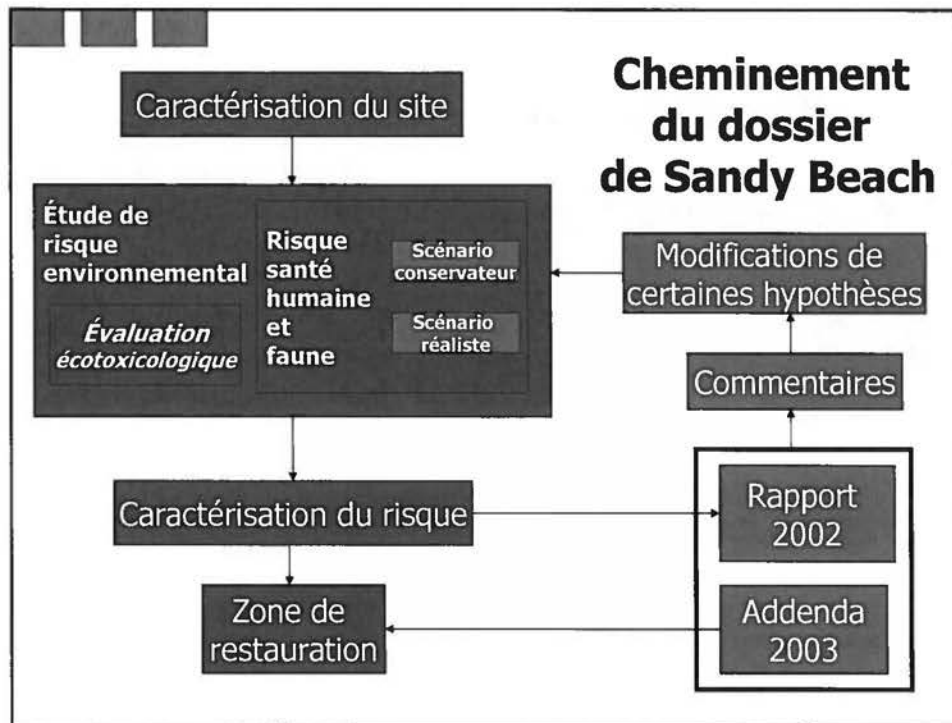 Cheminement
du dossier
de Sandy Beach
Caractérisation du site
Étude de
risque
environnemental
Évaluation
écotoxicologique
Risque
santé
humaine
et
faune
Scénario
conservateur
Scénario
réaliste
Modifications de
certaines hypothèses
Commentaires
Rapport
2002
Addenda
2003
Caractérisation du risque
Zone de
restauration